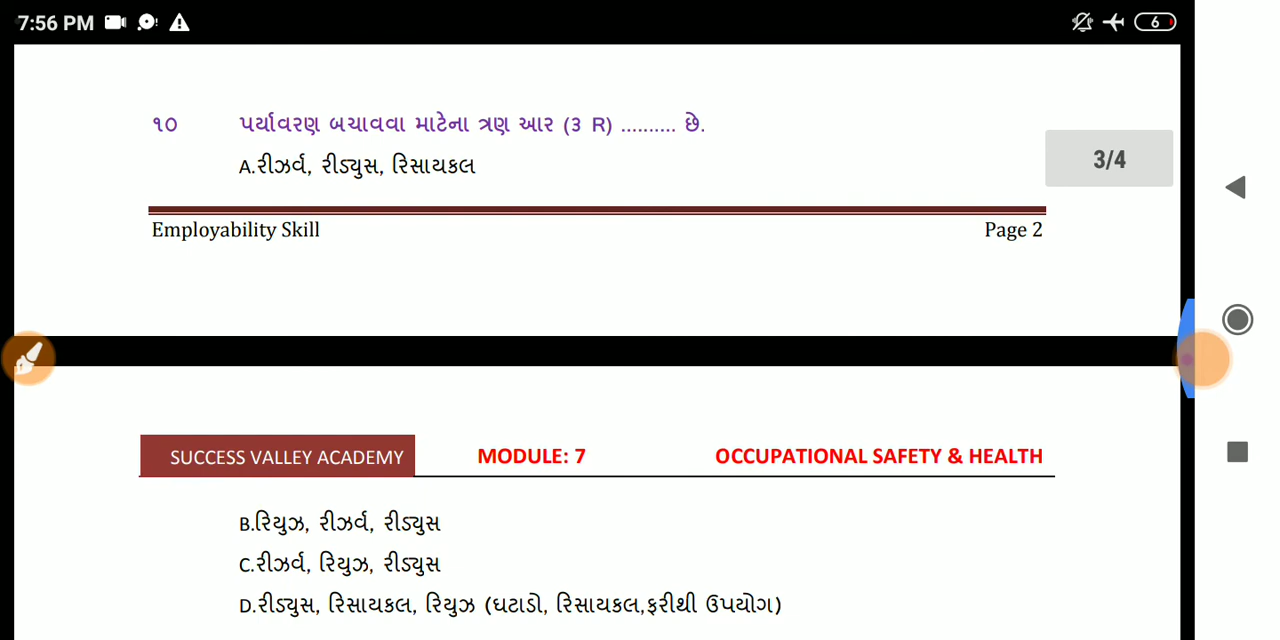 7:56 PM
6
૧૦ પર્યાવરણ બચાવવા માટેના ત્રણ આર (૩ R) .......... છે.
A.રીઝર્વ, રીડ્યુસ, રિસાયકલ
3/4
Employability Skill Page 2
SUCCESS VALLEY ACADEMY MODULE: 7 OCCUPATIONAL SAFETY & HEALTH
B.રિયુઝ, રીઝર્વ, રીડ્યુસ
C.રીઝર્વ, રિયુઝ, રીડ્યુસ
D.રીડ્યુસ, રિસાયકલ, રિયુઝ (ઘટાડો, રિસાયકલ,ફરીથી ઉપયોગ)